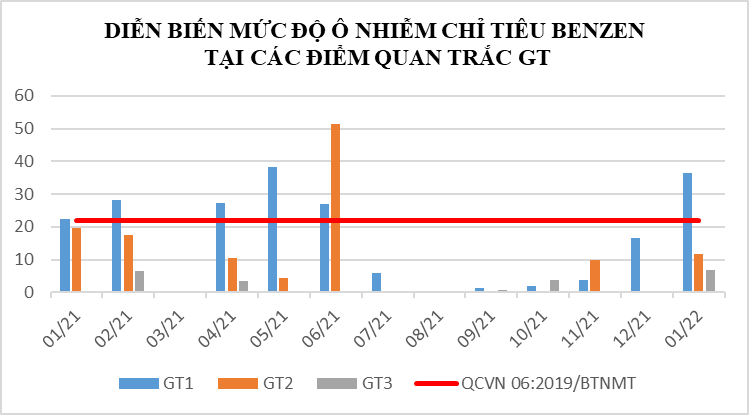 DIỄN BIẾN MỨC ĐỘ Ô NHIỄM CHỈ TIÊU BENZEN
TẠI CÁC ĐIỂM QUAN TRẮC GT
60
50
40
30
20
10
0
01/21 02/21 03/21 04/21 05/21 06/21 07/21 08/21 09/21 10/21 11/21 12/21 01/22
GT1 GT2 GT3 QCVN 06:2019/BTNMT